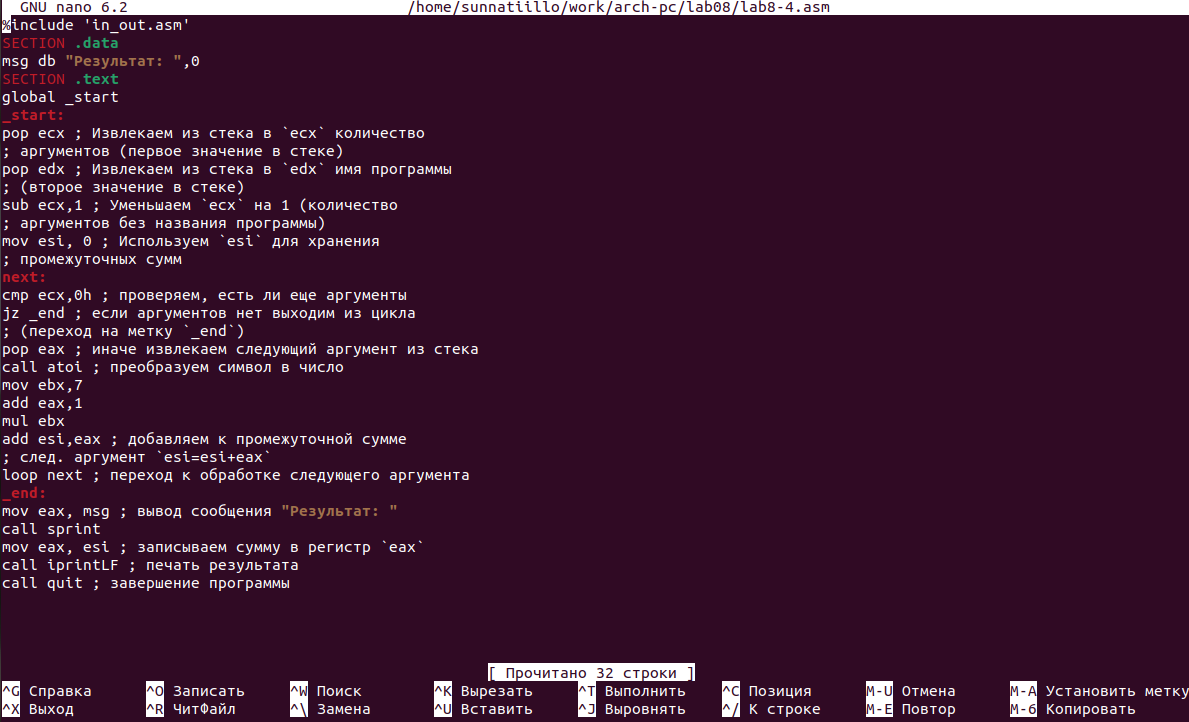 GNU nano 6.2 /home/sunnatiillo/work/arch-pc/lab08/lab8-4.asm
%include 'in_out.asm'
SECTION .data
msg db "Результат: ",0
SECTION .text
global _start
_start:
pop ecx ; Извлекаем из стека в `ecx` количество
; аргументов (первое значение в стеке)
pop edx ; Извлекаем из стека в `edx` имя программы
; (второе значение в стеке)
sub ecx,1 ; Уменьшаем `ecx` на 1 (количество
; аргументов без названия программы)
mov esi, 0 ; Используем `esi` для хранения
; промежуточных сумм
next:
cmp ecx,0h ; проверяем, есть ли еще аргументы
jz _end ; если аргументов нет выходим из цикла
; (переход на метку `_end`)
pop eax ; иначе извлекаем следующий аргумент из стека
call atoi ; преобразуем символ в число
mov ebx,7
add eax,1
mul ebx
add esi,eax ; добавляем к промежуточной сумме
; след. аргумент `esi=esi+eax`
loop next ; переход к обработке следующего аргумента
_end:
mov eax, msg ; вывод сообщения "Результат: "
call sprint
mov eax, esi ; записываем сумму в регистр `eax`
call iprintLF ; печать результата
call quit ; завершение программы
[ Прочитано 32 строки ]
^G Справка ^O Записать ^W Поиск ^K Вырезать ^T Выполнить ^C Позиция M-U Отмена M-A Установить метку
^X Выход ^R ЧитФайл ^\ Замена ^U Вставить ^J Выровнять ^/ К строке M-E Повтор M-6 Копировать